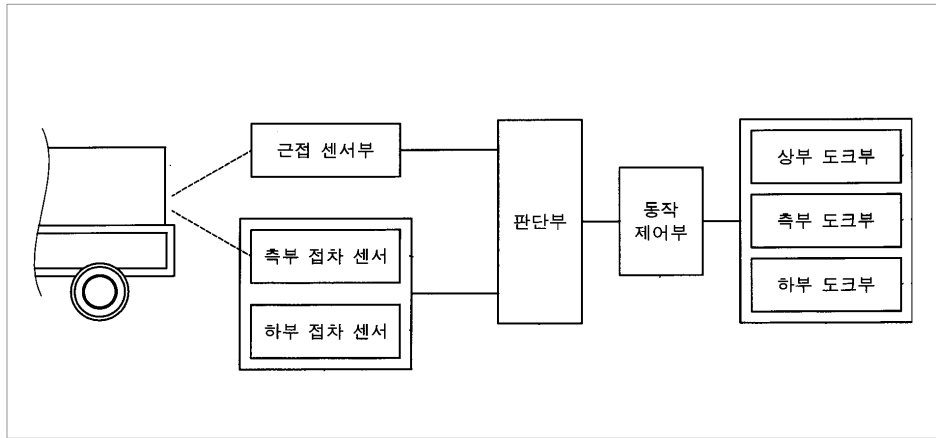 근접 센서부
측부 접차 센서
하부 접차 센서
판단부
동작
제어부
상부 도크부
측부 도크부
하부 도크부